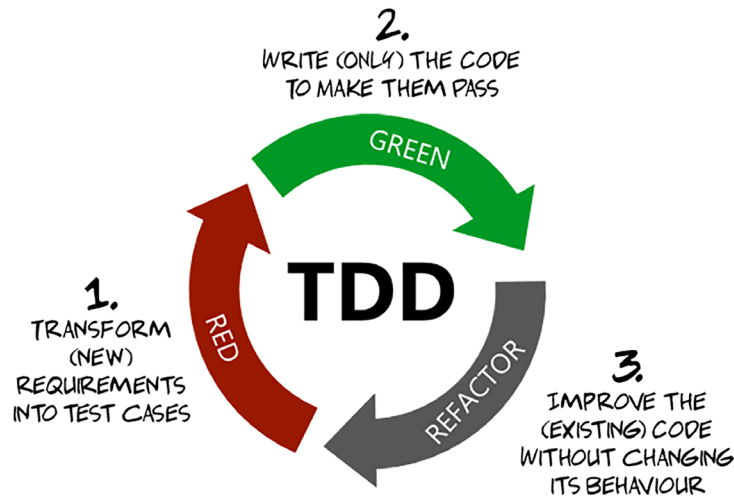 2.
WRITE (ONLY) THE CODE
TO MAKE THEM PASS
GREEN
TDD
1.
TRANSFORM
(NEW)
REQUIREMENTS
INTO TEST CASES
RED
REFACTOR
3.
IMPROVE THE
(EXISTING) CODE
WITHOUT CHANGING
ITS BEHAVIOUR